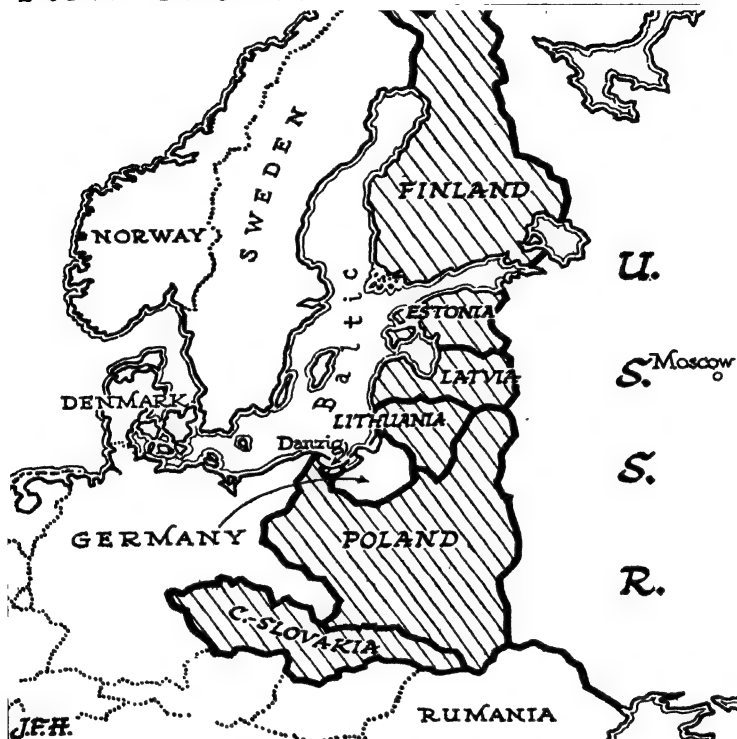 FINLAND
SWEDEN
NORWAY
U.
Baltic
ESTONIA
S.
Moscow
LATVIA
DENMARK
LITHUANIA
Danzig
S.
GERMANY
POLAND
R.
C.-SLOVAKIA
RUMANIA
J.F.H.